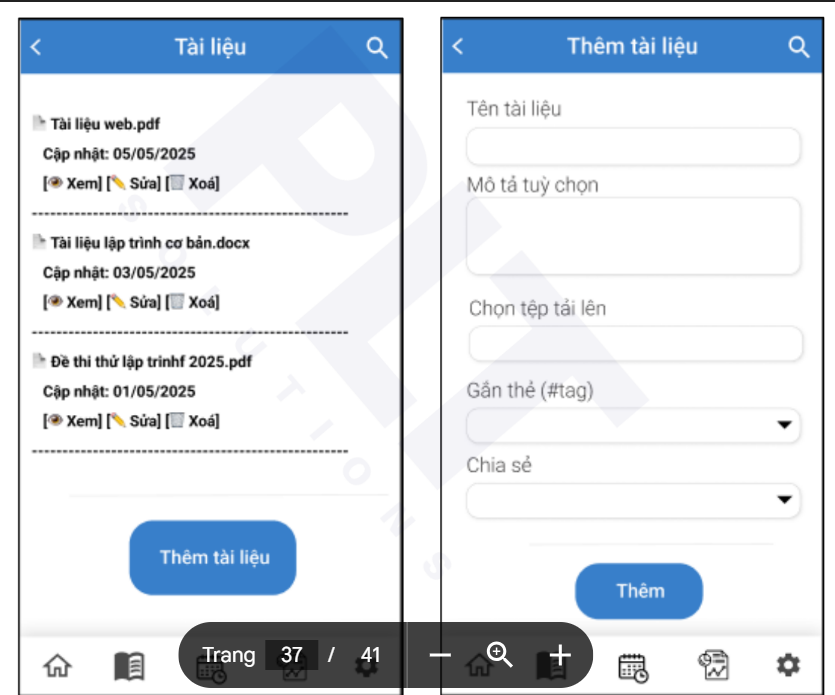 Tài liệu
Tài liệu web.pdf
Cập nhật: 05/05/2025
[👁 Xem] [✏️ Sửa] [🗑 Xoá]
--------------------------------------------------
Tài liệu lập trình cơ bản.docx
Cập nhật: 03/05/2025
[👁 Xem] [✏️ Sửa] [🗑 Xoá]
--------------------------------------------------
Đề thi thử lập trinhf 2025.pdf
Cập nhật: 01/05/2025
[👁 Xem] [✏️ Sửa] [🗑 Xoá]
--------------------------------------------------
Thêm tài liệu
Thêm tài liệu
Tên tài liệu
Mô tả tuỳ chọn
Chọn tệp tải lên
Gắn thẻ (#tag)
Chia sẻ
Thêm
Trang 37 / 41
PLT
SOLUTIONS